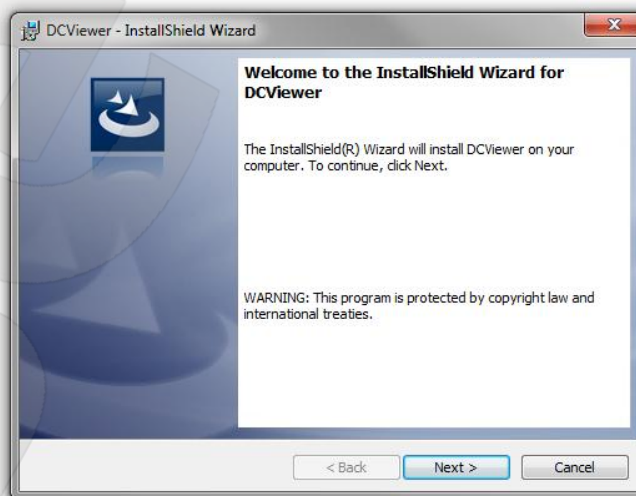 DCViewer - InstallShield Wizard
Welcome to the InstallShield Wizard for
DCViewer
The InstallShield(R) Wizard will install DCViewer on your
computer. To continue, click Next.
WARNING: This program is protected by copyright law and
international treaties.
< Back
Next >
Cancel